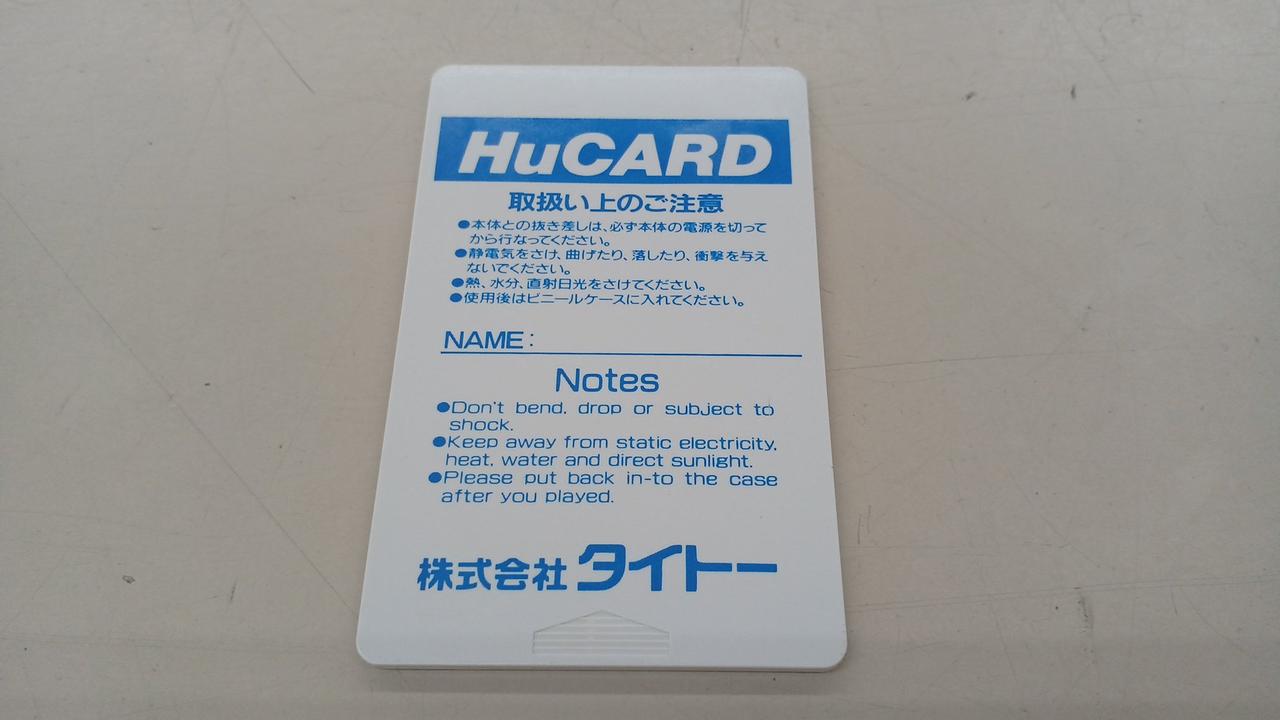 HuCARD
取扱い上のご注意
●本体との抜き差しは、必ず本体の電源を切って
から行なってください。
●静電気をさけ、曲げたり、落したり、衝撃を与え
ないでください。
●熱、水分、直射日光をさけてください。
●使用後はビニールケースに入れてください。
NAME:
Notes
●Don't bend. drop or subject to
shock.
●Keep away from static electricity.
heat, water and direct sunlight.
●Please put back in-to the case
after you played.
株式会社タイトー